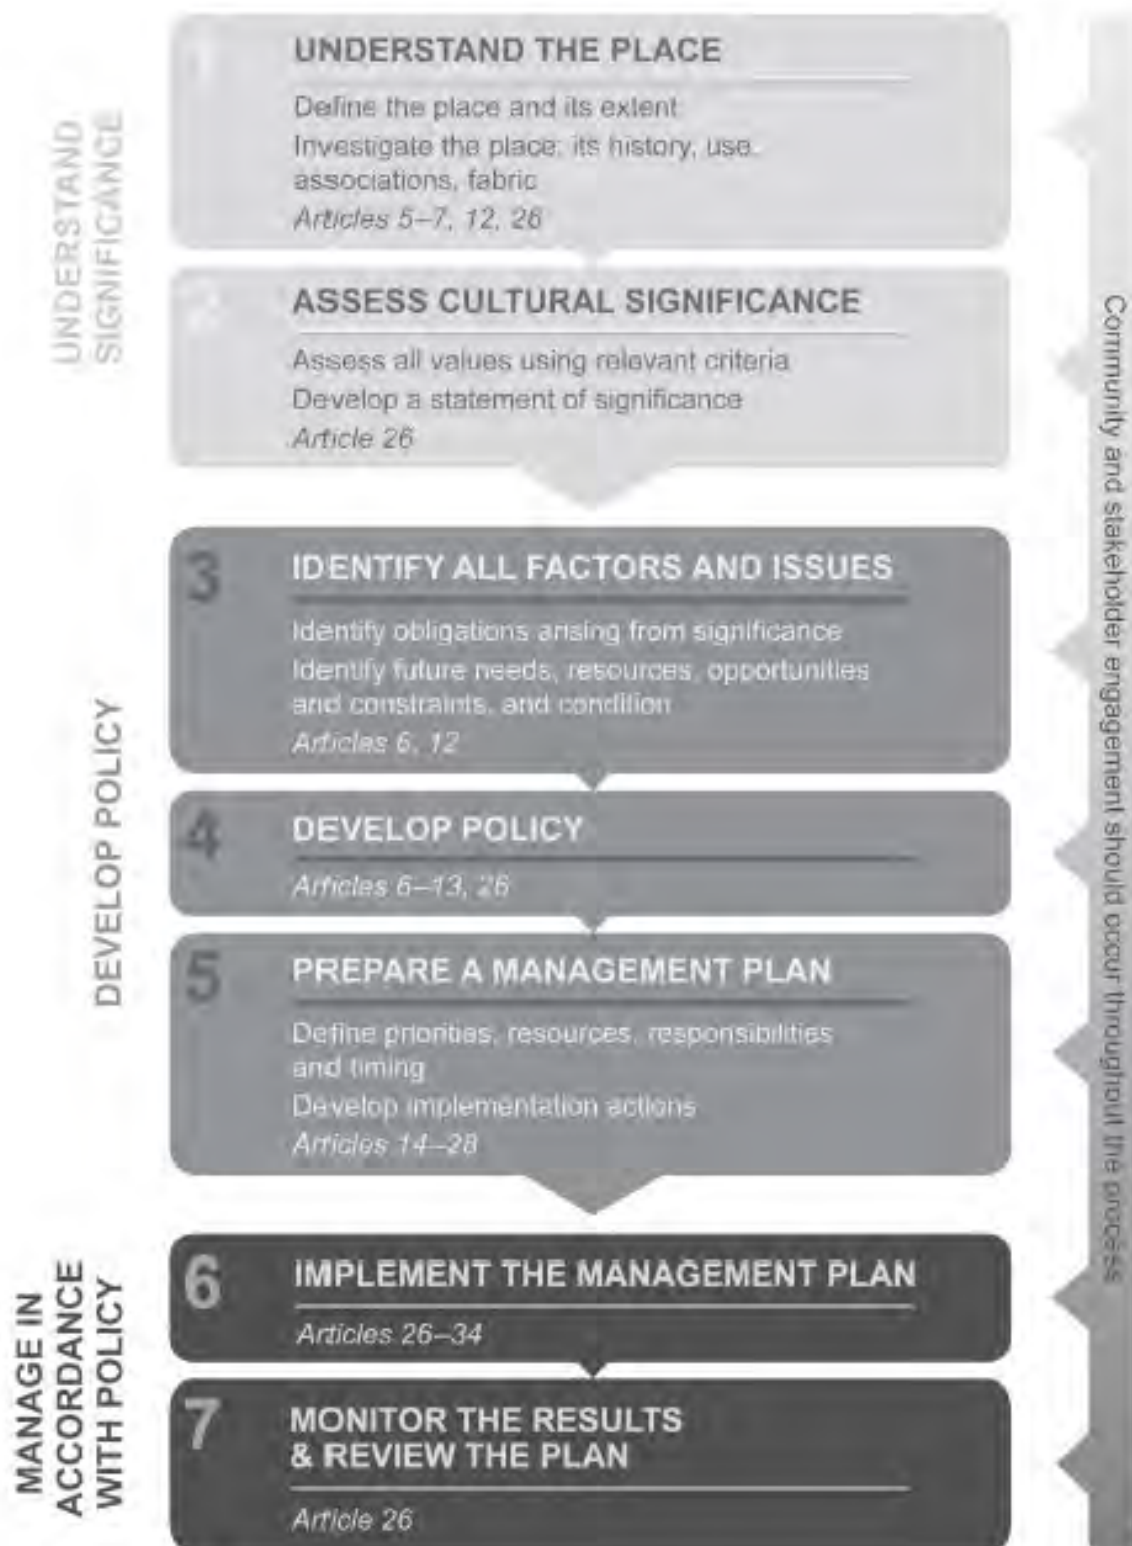 UNDERSTAND
SIGNIFICANCE
1
UNDERSTAND THE PLACE
Define the place and its extent
Investigate the place: its history, use,
associations, fabric
Articles 5–7, 12, 26
2
ASSESS CULTURAL SIGNIFICANCE
Assess all values using relevant criteria
Develop a statement of significance
Article 26
DEVELOP POLICY
3
IDENTIFY ALL FACTORS AND ISSUES
Identify obligations arising from significance
Identify future needs, resources, opportunities
and constraints, and condition
Articles 6, 12
4
DEVELOP POLICY
Articles 6–13, 26
5
PREPARE A MANAGEMENT PLAN
Define priorities, resources, responsibilities
and timing
Develop implementation actions
Articles 14–28
MANAGE IN
ACCORDANCE
WITH POLICY
6
IMPLEMENT THE MANAGEMENT PLAN
Articles 26–34
7
MONITOR THE RESULTS
& REVIEW THE PLAN
Article 26
Community and stakeholder engagement should occur throughout the process